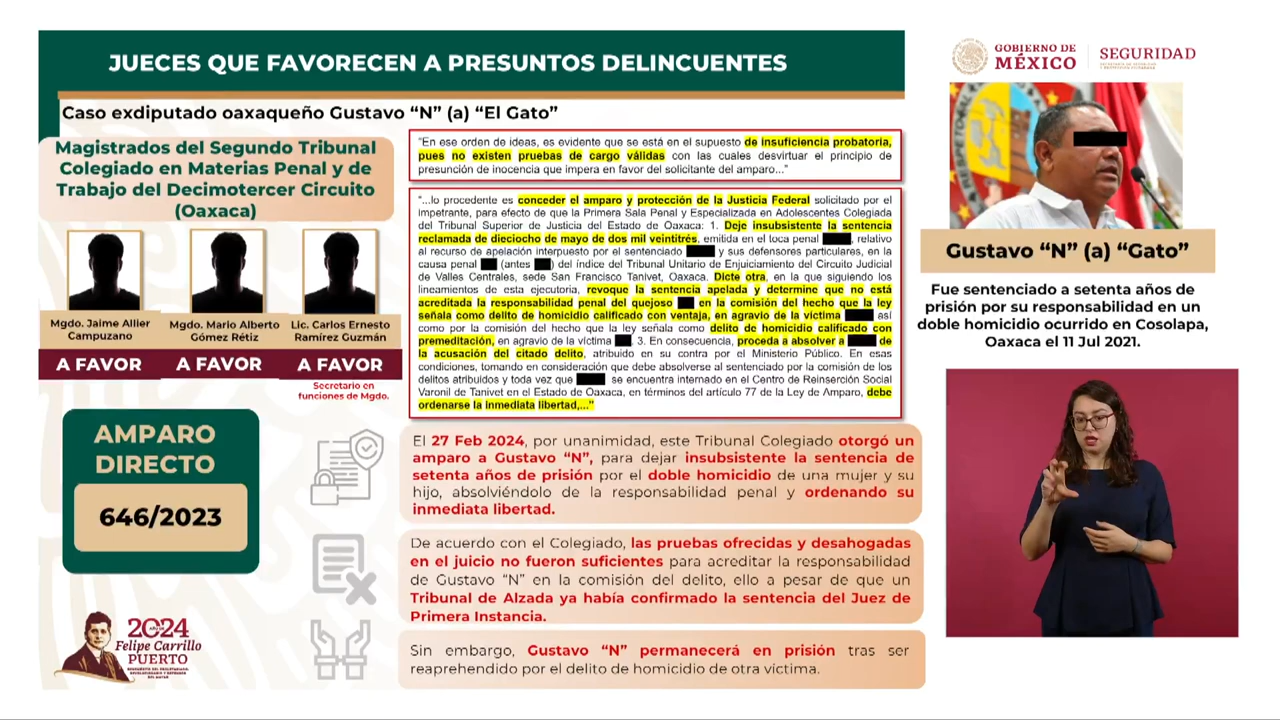 JUECES QUE FAVORECEN A PRESUNTOS DELINCUENTES
GOBIERNO DE
MÉXICO
SEGURIDAD
Caso exdiputado oaxaqueño Gustavo “N” (a) “El Gato”
Magistrados del Segundo Tribunal
Colegiado en Materias Penal y de
Trabajo del Decimotercer Circuito
(Oaxaca)
Mgdo. Jaime Allier
Campuzano
Mgdo. Mario Alberto
Gómez Rétiz
Lic. Carlos Ernesto
Ramírez Guzmán
A FAVOR
A FAVOR
A FAVOR
Secretario en
funciones de Mgdo.
AMPARO
DIRECTO
646/2023
2024
AÑO DE
Felipe Carrillo
PUERTO
"En ese orden de ideas, es evidente que se está en el supuesto de insuficiencia probatoria,
pues no existen pruebas de cargo válidas con las cuales desvirtuar el principio de
presunción de inocencia que impera en favor del solicitante del amparo..."
"...lo procedente es conceder el amparo y protección de la Justicia Federal solicitado por el
impetrante, para efecto de que la Primera Sala Penal y Especializada en Adolescentes Colegiada
del Tribunal Superior de Justicia del Estado de Oaxaca: 1. Deje insubsistente la sentencia
reclamada de dieciocho de mayo de dos mil veintitrés, emitida en el toca penal , relativo
al recurso de apelación interpuesto por el sentenciado y sus defensores particulares, en la
causa penal (antes ) del índice del Tribunal Unitario de Enjuiciamiento del Circuito Judicial
de Valles Centrales, sede San Francisco Tanivet, Oaxaca. Dicte otra, en la que siguiendo los
lineamientos de esta ejecutoria, revoque la sentencia apelada y determine que no está
acreditada la responsabilidad penal del quejoso en la comisión del hecho que la ley
señala como delito de homicidio calificado con ventaja, en agravio de la víctima así
como por la comisión del hecho que la ley señala como delito de homicidio calificado con
premeditación, en agravio de la víctima . 3. En consecuencia, proceda a absolver a de
la acusación del citado delito, atribuido en su contra por el Ministerio Público. En esas
condiciones, tomando en consideración que debe absolverse al sentenciado por la comisión de los
delitos atribuidos y toda vez que se encuentra internado en el Centro de Reinserción Social
Varonil de Tanivet en el Estado de Oaxaca, en términos del artículo 77 de la Ley de Amparo, debe
ordenarse la inmediata libertad,..."
El 27 Feb 2024, por unanimidad, este Tribunal Colegiado otorgó un
amparo a Gustavo “N”, para dejar insubsistente la sentencia de
setenta años de prisión por el doble homicidio de una mujer y su
hijo, absolviéndolo de la responsabilidad penal y ordenando su
inmediata libertad.
De acuerdo con el Colegiado, las pruebas ofrecidas y desahogadas
en el juicio no fueron suficientes para acreditar la responsabilidad
de Gustavo “N” en la comisión del delito, ello a pesar de que un
Tribunal de Alzada ya había confirmado la sentencia del Juez de
Primera Instancia.
Sin embargo, Gustavo “N” permanecerá en prisión tras ser
reaprehendido por el delito de homicidio de otra víctima.
Gustavo “N” (a) “Gato”
Fue sentenciado a setenta años de
prisión por su responsabilidad en un
doble homicidio ocurrido en Cosolapa,
Oaxaca el 11 Jul 2021.